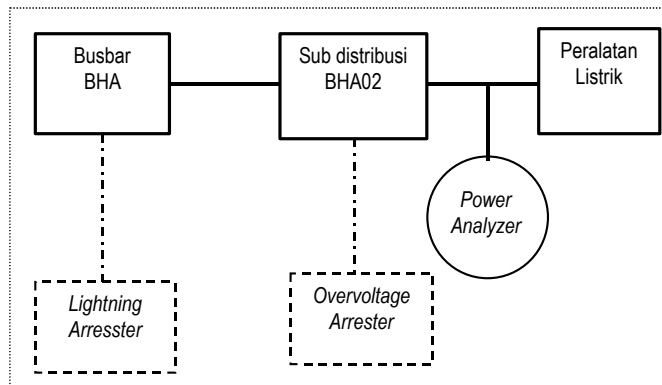 Busbar
BHA
Sub distribusi
BHA02
Peralatan
Listrik
Power
Analyzer
Lightning
Arresster
Overvoltage
Arrester